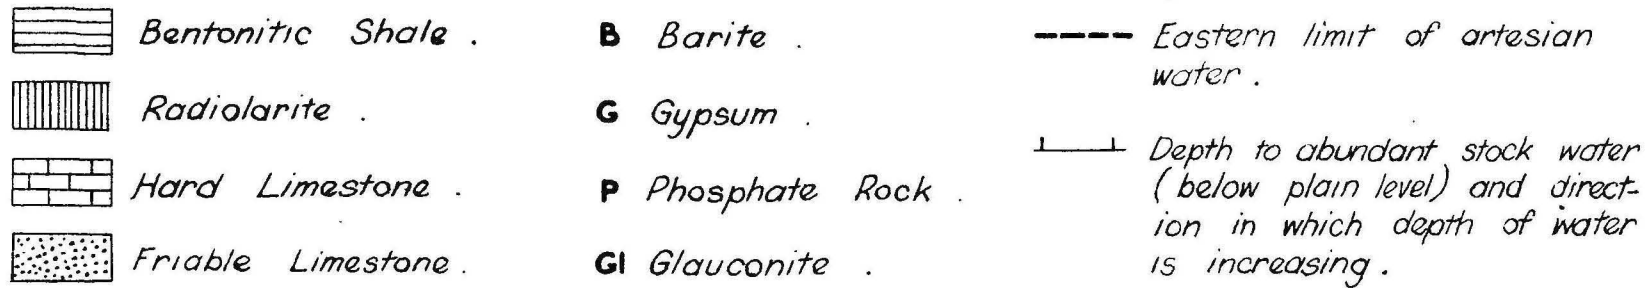 Bentonitic Shale .
Radiolarite .
Hard Limestone .
Friable Limestone .
B Barite .
G Gypsum .
P Phosphate Rock .
Gl Glauconite .
Eastern limit of artesian
water .
Depth to abundant stock water
(below plain level) and direct-
ion in which depth of water
is increasing .